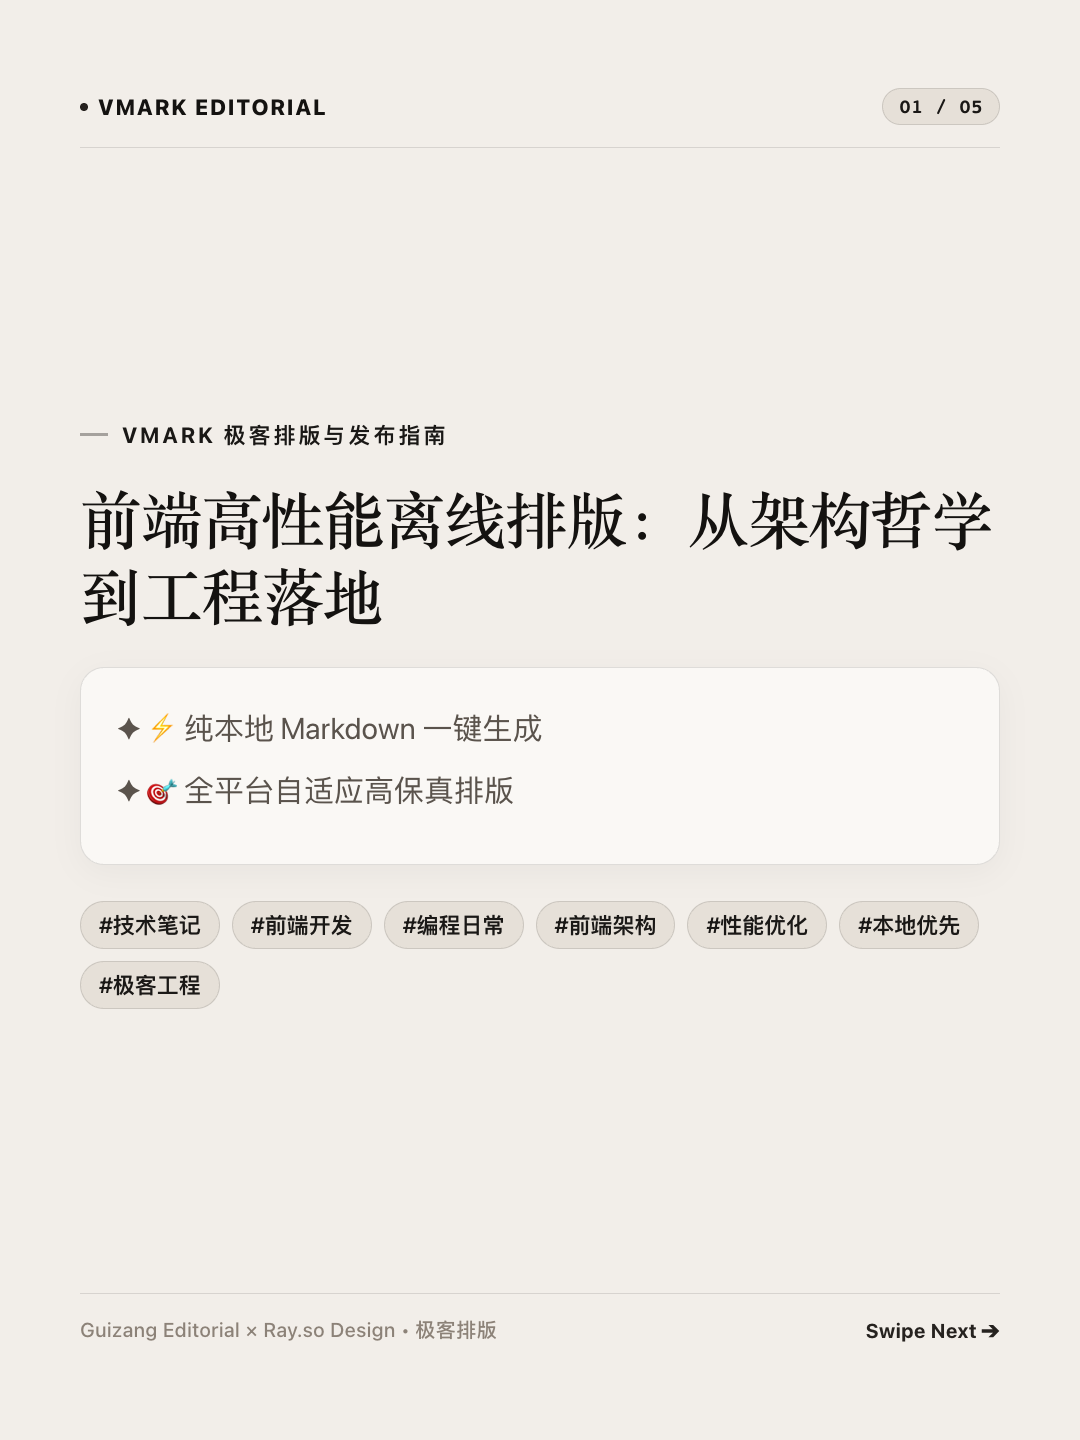 • VMARK EDITORIAL
01 / 05
VMARK 极客排版与发布指南
前端高性能离线排版：从架构哲学
到工程落地
✦ ⚡ 纯本地 Markdown 一键生成
✦ 🎯 全平台自适应高保真排版
#技术笔记 #前端开发 #编程日常 #前端架构 #性能优化 #本地优先
#极客工程
Guizang Editorial × Ray.so Design • 极客排版
Swipe Next ➔